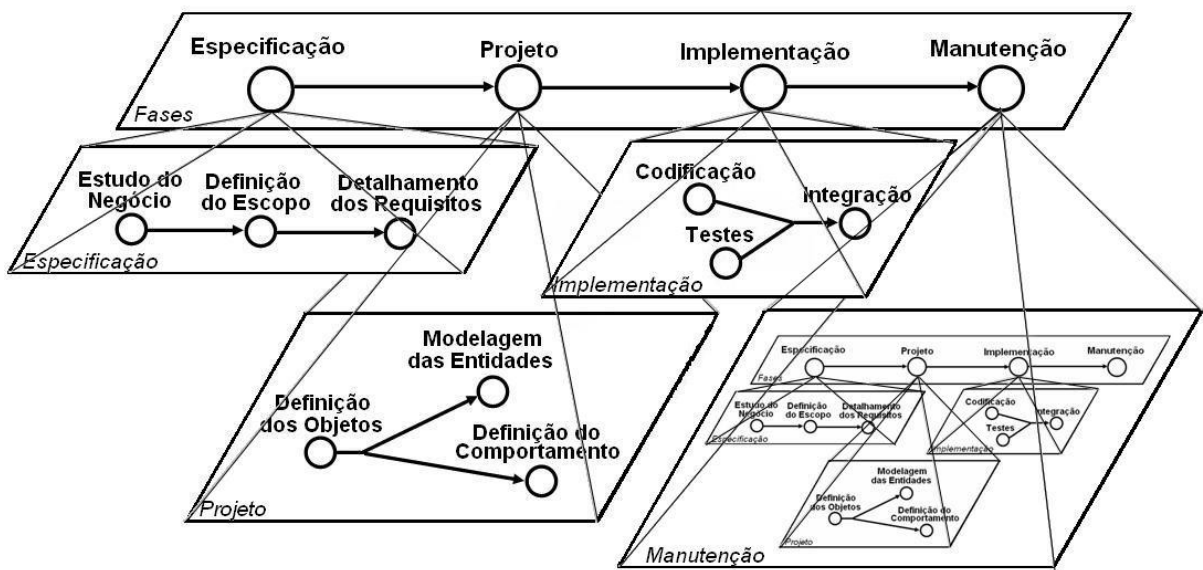 Especificação
Projeto
Implementação
Manutenção
Fases
Estudo do
Negócio
Definição
do Escopo
Detalhamento
dos Requisitos
Especificação
Codificação
Integração
Testes
Implementação
Modelagem
das Entidades
Definição
dos Objetos
Definição do
Comportamento
Projeto
Especificação
Projeto
Implementação
Manutenção
Fases
Estudo do
Negócio
Definição
do Escopo
Detalhamento
dos Requisitos
Especificação
Codificação
Integração
Testes
Implementação
Modelagem
das Entidades
Definição
dos Objetos
Definição do
Comportamento
Projeto
Manutenção